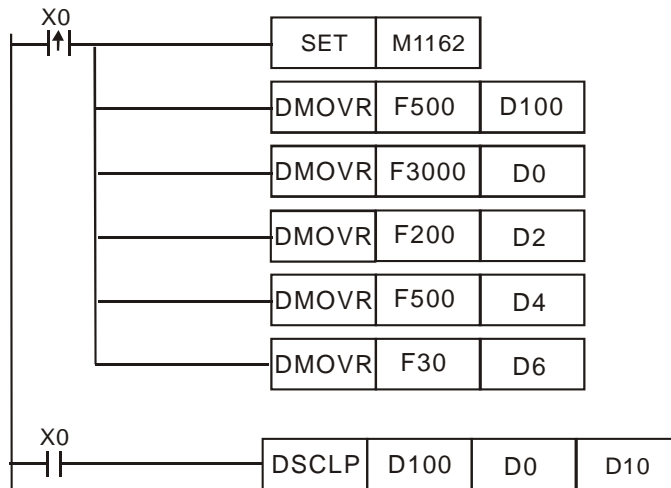 X0
SET M1162
DMOVR F500 D100
DMOVR F3000 D0
DMOVR F200 D2
DMOVR F500 D4
DMOVR F30 D6
X0
DSCLP D100 D0 D10